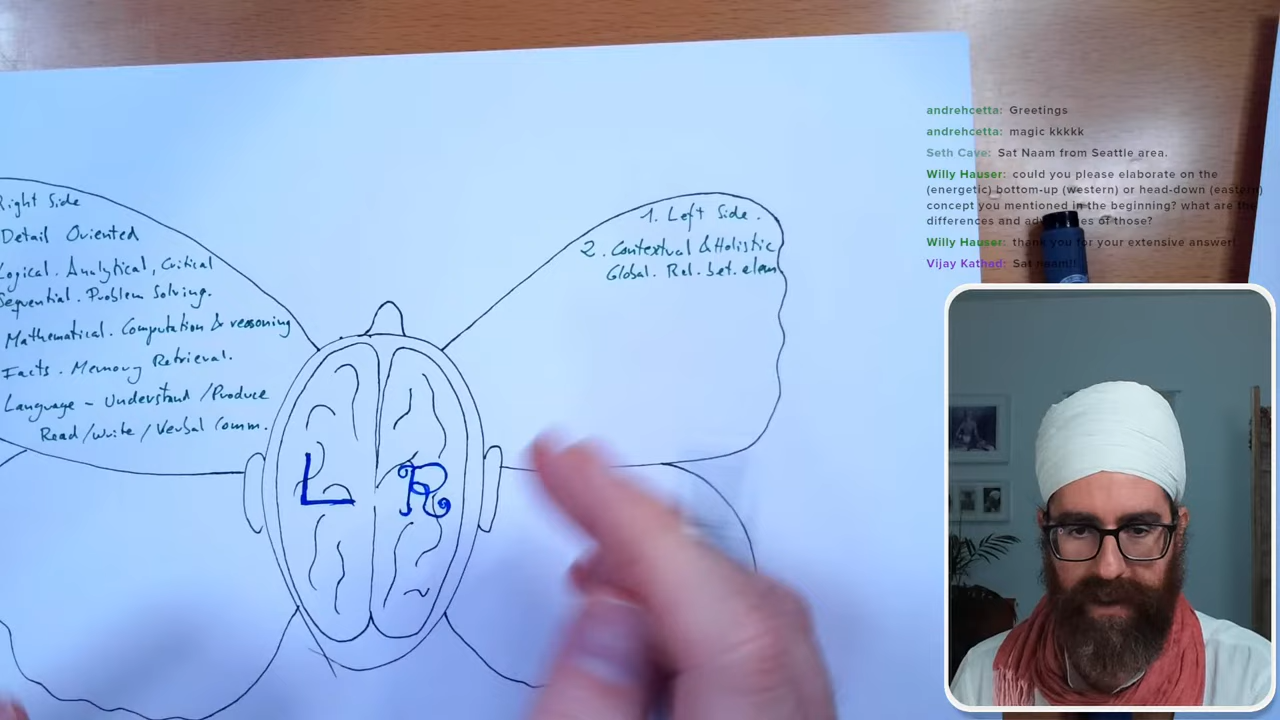 Right Side
Detail Oriented
Logical. Analytical, Critical
Sequential. Problem Solving.
Mathematical. Computation & reasoning
Facts. Memory Retrieval.
Language - Understand / Produce
Read/Write / Verbal Comm.
L
R
1. Left Side.
2. Contextual & Holistic
Global. Rel. bet. elem
andrehcetta: Greetings
andrehcetta: magic kkkkk
Seth Cave: Sat Naam from Seattle area.
Willy Hauser: could you please elaborate on the
(energetic) bottom-up (western) or head-down (eastern)
concept you mentioned in the beginning? what are the
differences and of those?
Willy Hauser: thank you for your extensive answer!
Vijay Kathad: Sat naam!!